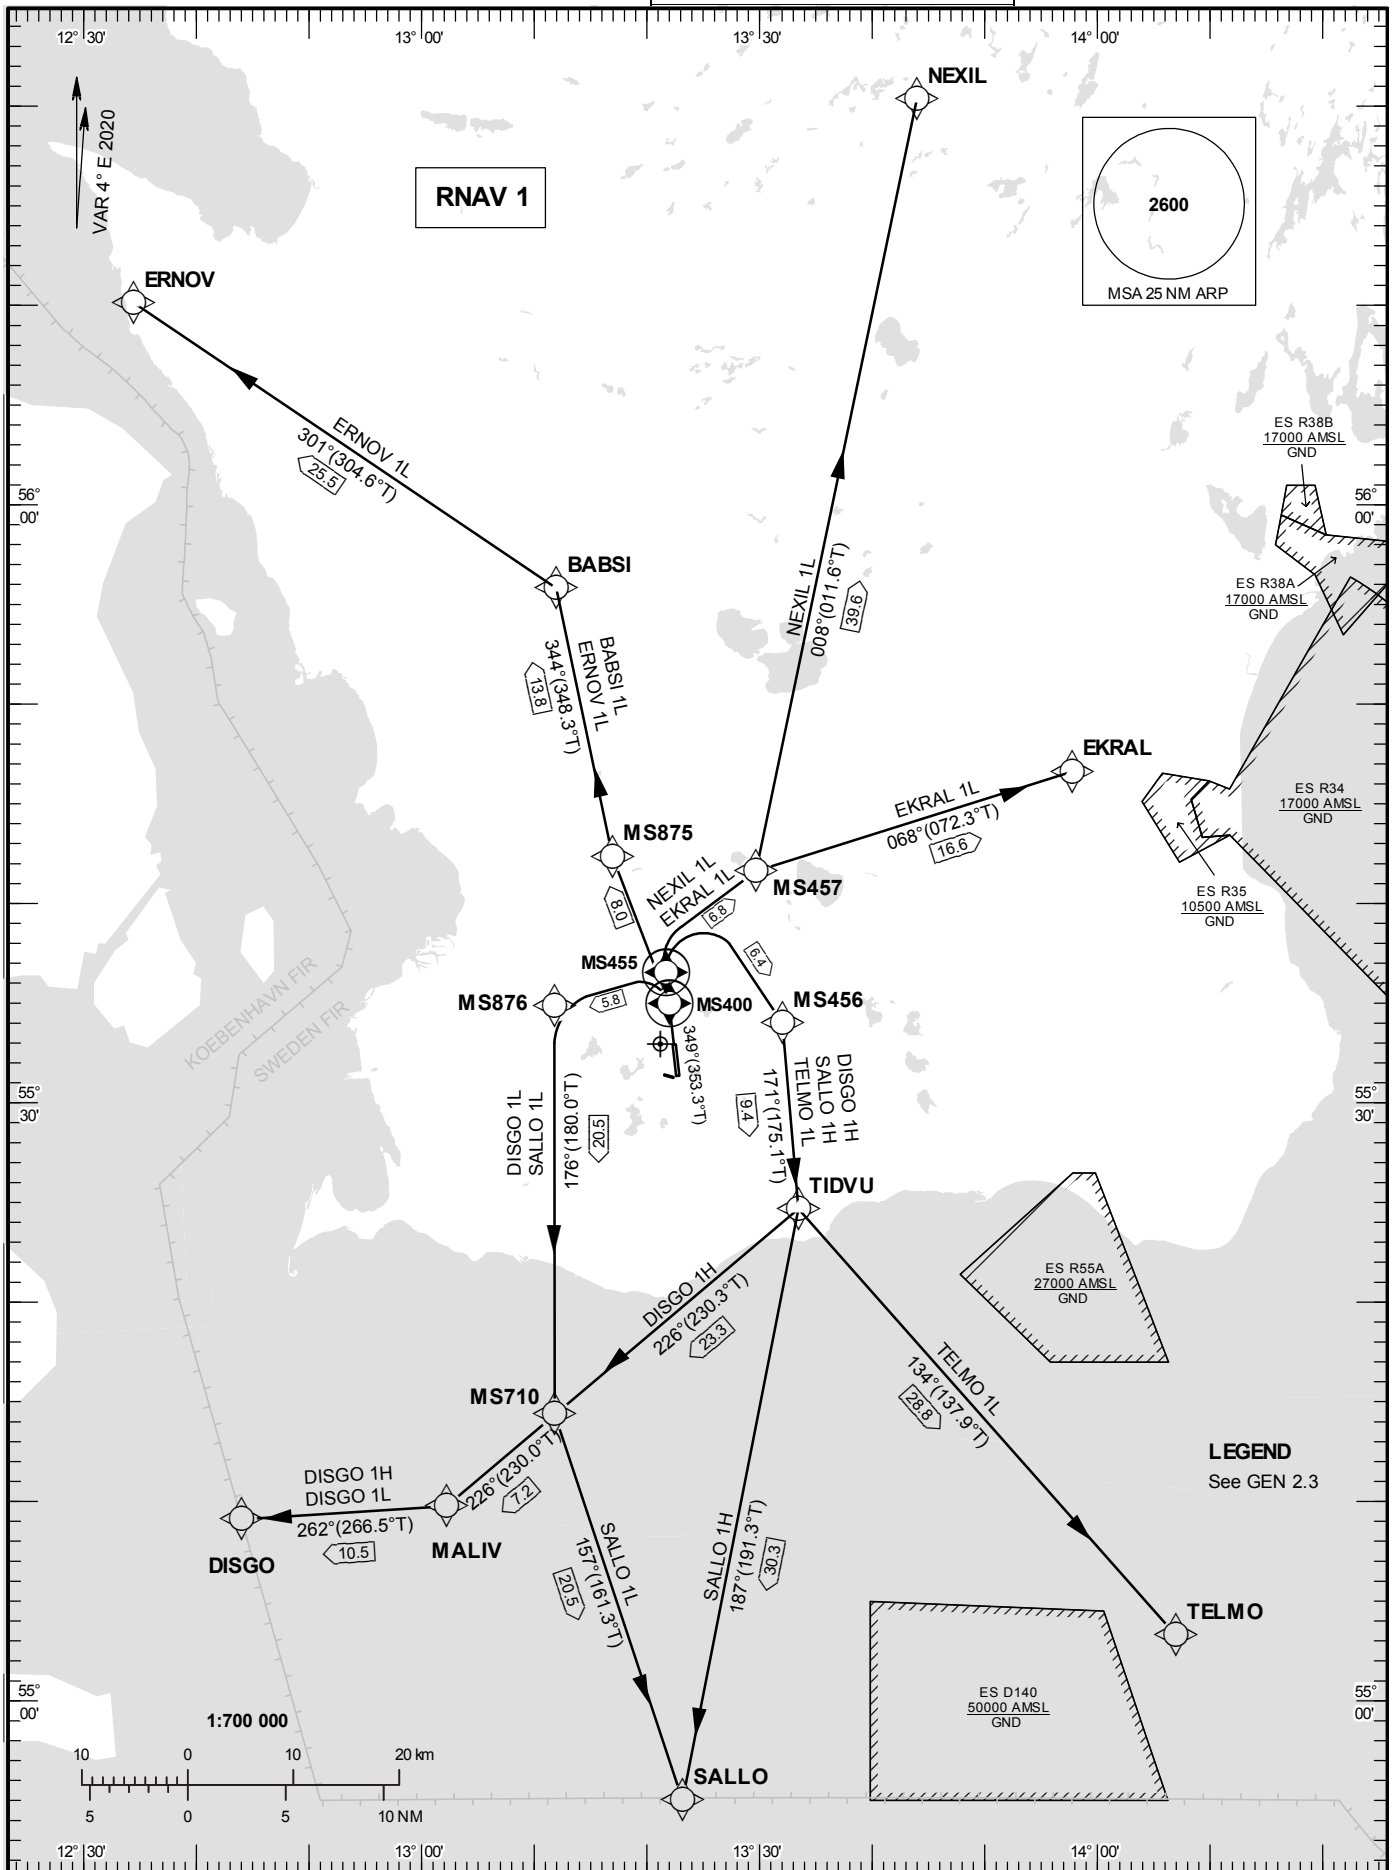 12° 30'
13° 00'
13° 30'
14° 00'
NEXIL
VAR 4° E 2020
RNAV 1
2600
MSA 25 NM ARP
ERNOV
ERNOV 1L
301°(304.6°T)
25.5
ES R38B
17000 AMSL
GND
56°
00'
56°
00'
BABSI
NEXIL 1L
008°(011.6°T)
39.6
ES R38A
17000 AMSL
GND
BABSI 1L
ERNOV 1L
344°(348.3°T)
13.8
EKRAL
EKRAL 1L
068°(072.3°T)
16.6
ES R34
17000 AMSL
GND
MS875
8.0
NEXIL 1L
EKRAL 1L
6.8
MS457
ES R35
10500 AMSL
GND
MS455
6.4
MS876
5.8
MS400
MS456
KOEBENHAVN FIR
SWEDEN FIR
349°(353.3°T)
55°
30'
55°
30'
DISGO 1L
SALLO 1L
176°(180.0°T)
20.5
DISGO 1H
SALLO 1H
TELMO 1L
171°(175.1°T)
9.4
TIDVU
DISGO 1H
226°(230.3°T)
23.3
ES R55A
27000 AMSL
GND
TELMO 1L
134°(137.9°T)
28.8
MS710
226°(230.0°T)
7.2
LEGEND
See GEN 2.3
DISGO 1H
DISGO 1L
262°(266.5°T)
10.5
DISGO
MALIV
SALLO 1L
157°(161.3°T)
20.5
SALLO 1H
187°(191.3°T)
30.3
TELMO
ES D140
50000 AMSL
GND
55°
00'
55°
00'
1:700 000
10 0 10 20 km
5 0 5 10 NM
SALLO
12° 30'
13° 00'
13° 30'
14° 00'